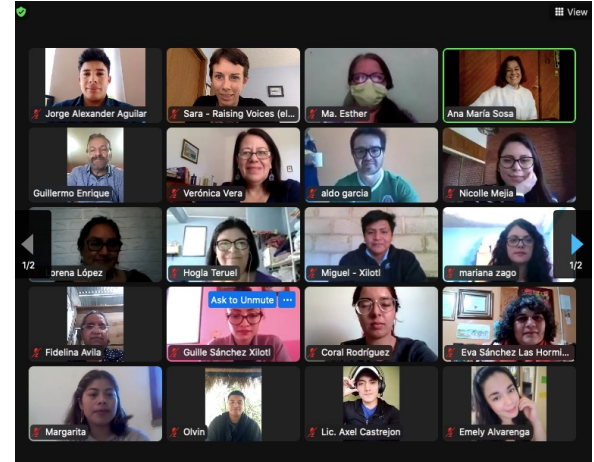 View
Jorge Alexander Aguilar
Sara - Raising Voices (el...
Ma. Esther
Ana María Sosa
Guillermo Enrique
Verónica Vera
aldo garcia
Nicolle Mejia
1/2
Lorena López
Hogla Teruel
Miguel - Xilotl
mariana zago
1/2
Fidelina Avila
Ask to Unmute ...
Guille Sánchez Xilotl
Coral Rodríguez
Eva Sánchez Las Hormi...
Margarita
Olvin
Lic. Axel Castrejon
Emely Alvarenga